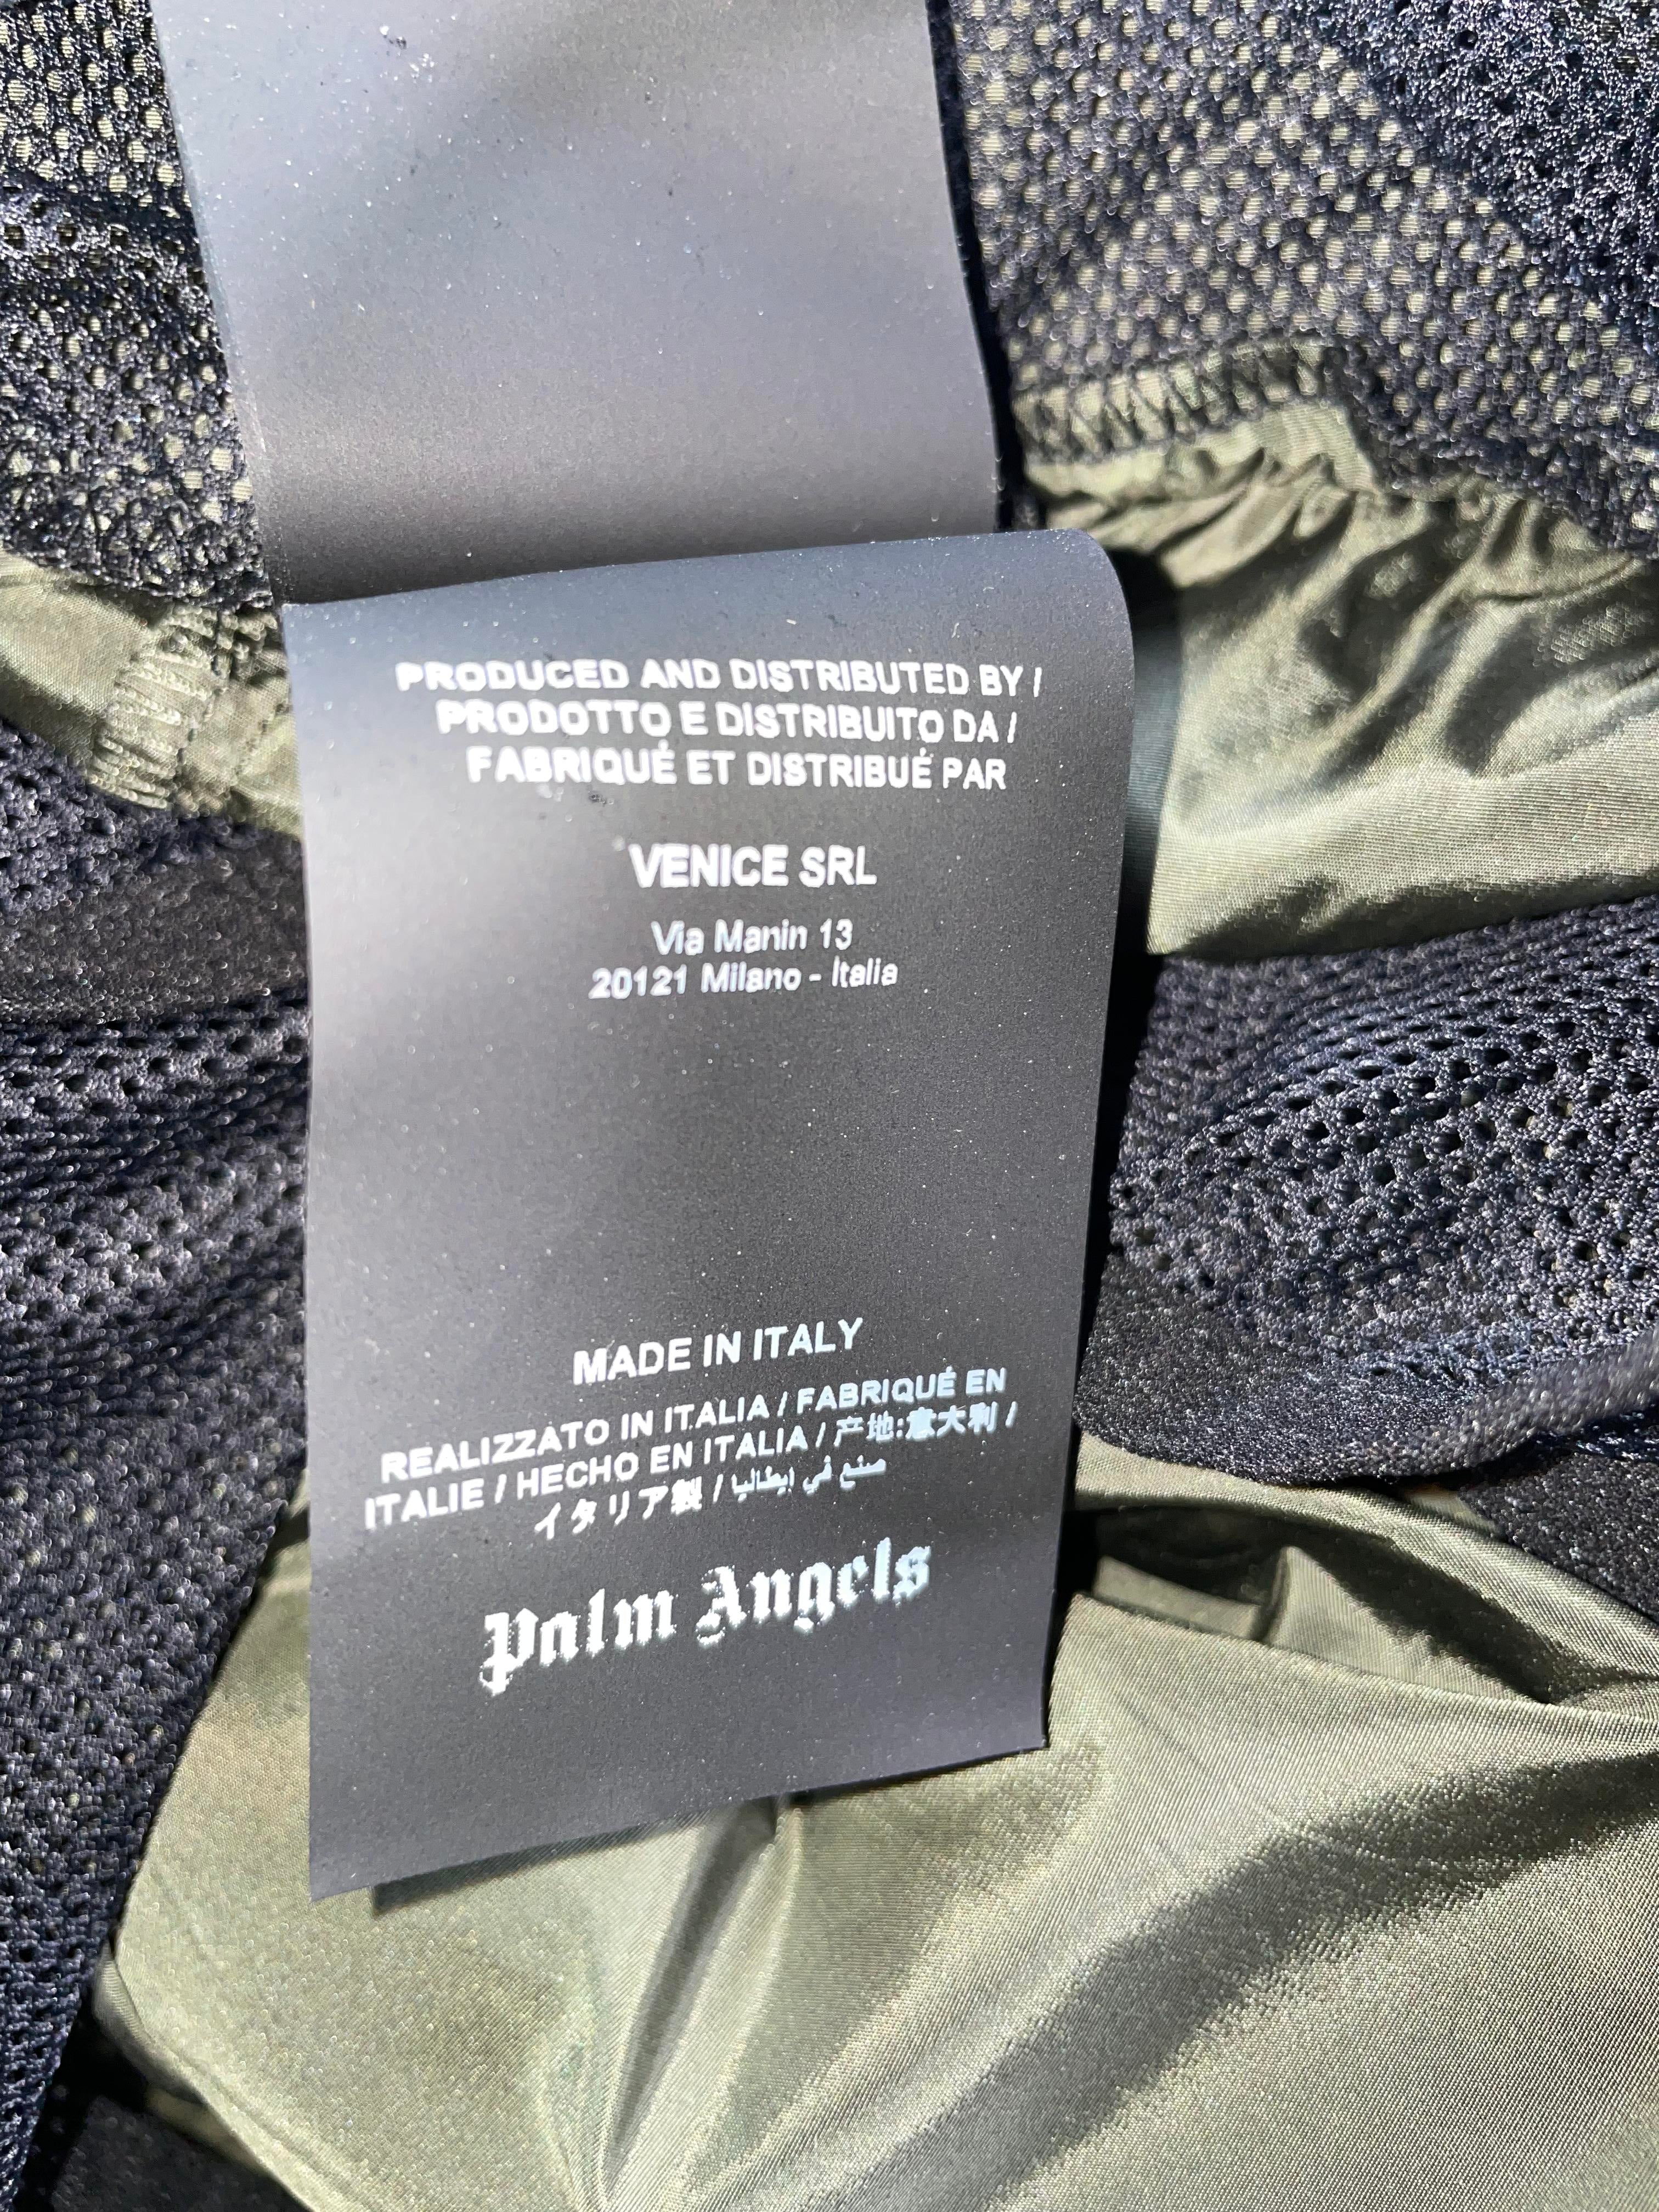 PRODUCED AND DISTRIBUTED BY /
PRODOTTO E DISTRIBUITO DA /
FABRIQUÉ ET DISTRIBUÉ PAR
VENICE SRL
Via Manin 13
20121 Milano - Italia
MADE IN ITALY
REALIZZATO IN ITALIA / FABRIQUÉ EN
ITALIE / HECHO EN ITALIA / 产地:意大利 /
イタリア製 / صنع في إيطاليا
Palm Angels